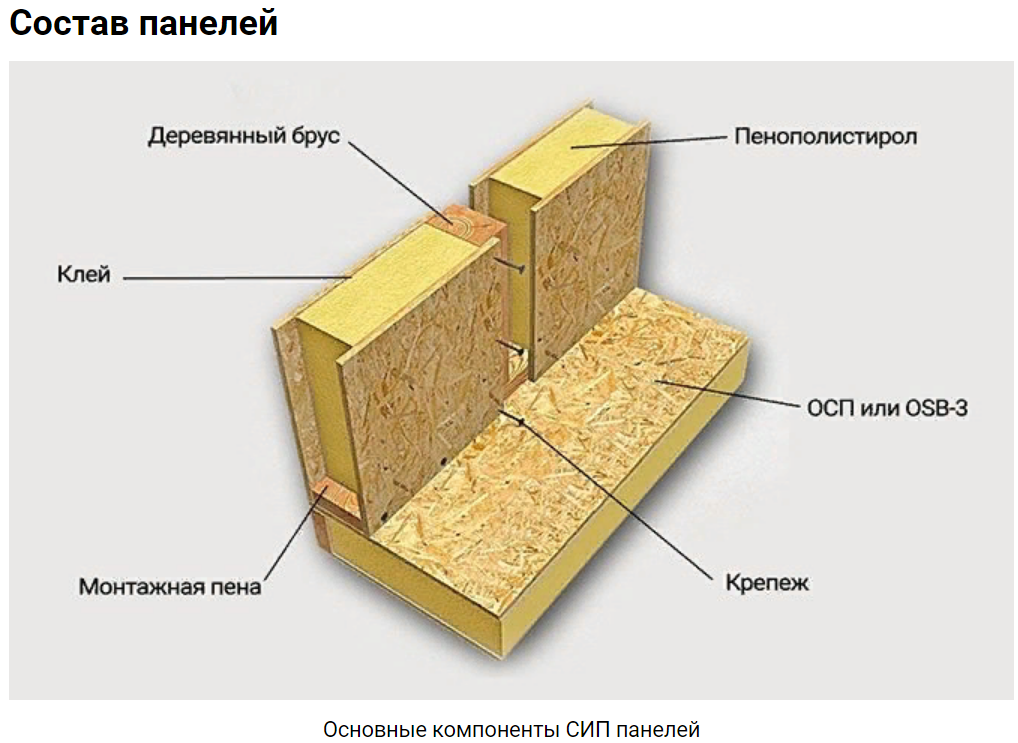 Состав панелей
Деревянный брус
Пенополистирол
Клей
ОСП или OSB-3
Монтажная пена
Крепеж
Основные компоненты СИП панелей